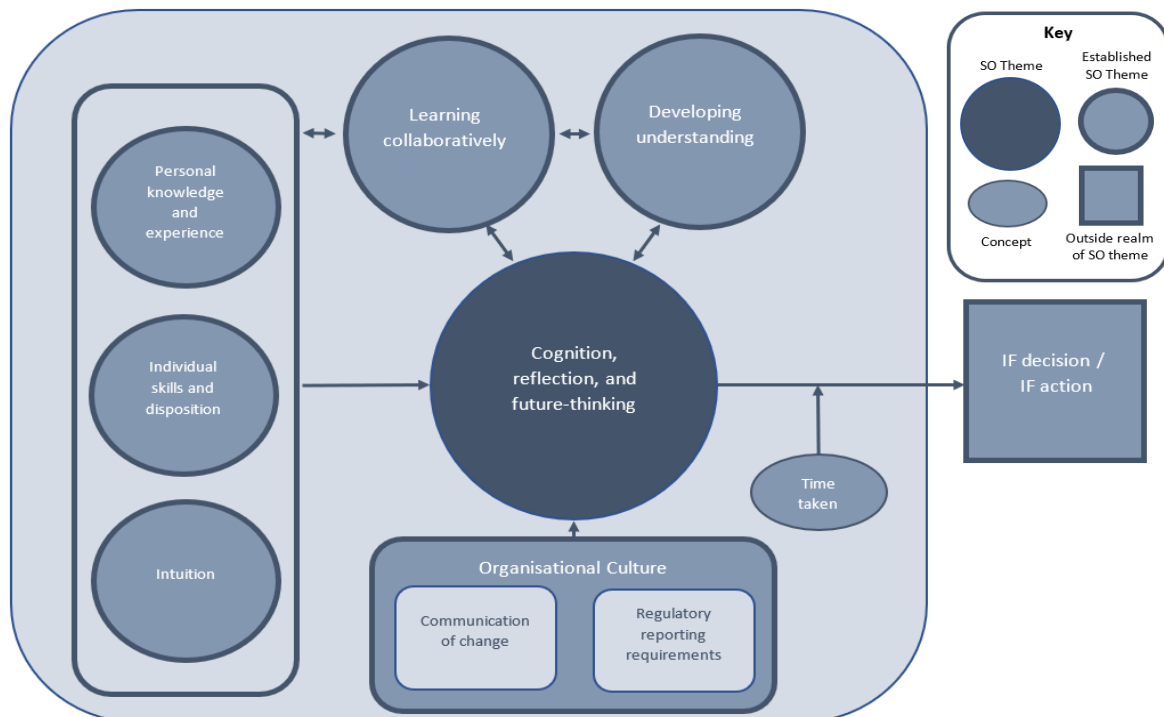 Learning
collaboratively
Developing
understanding
Personal
knowledge
and
experience
Individual
skills and
disposition
Intuition
Cognition,
reflection, and
future-thinking
Time
taken
Organisational Culture
Communication
of change
Regulatory
reporting
requirements
IF decision /
IF action
Key
SO Theme
Established
SO Theme
Concept
Outside realm
of SO theme